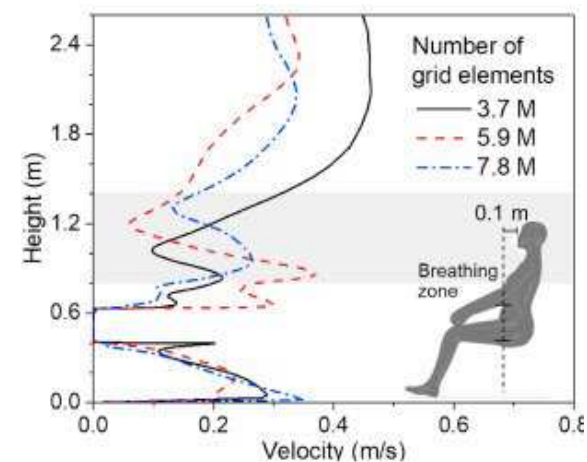 Number of
grid elements
3.7 M
5.9 M
7.8 M
2.4
1.8
1.2
0.6
0.0
Height (m)
0.1 m
Breathing
zone
0.0 0.2 0.4 0.6 0.8
Velocity (m/s)